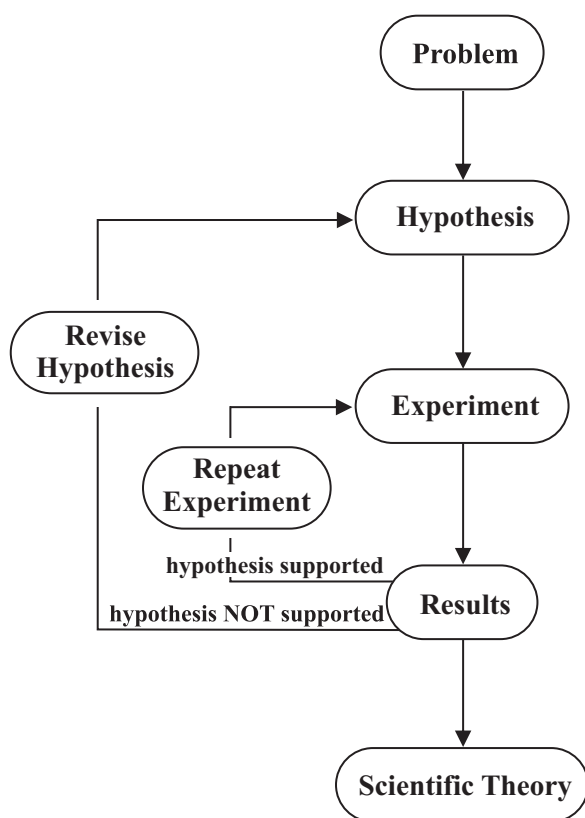 Problem
Hypothesis
Revise
Hypothesis
Experiment
Repeat
Experiment
hypothesis supported
Results
hypothesis NOT supported
Scientific Theory